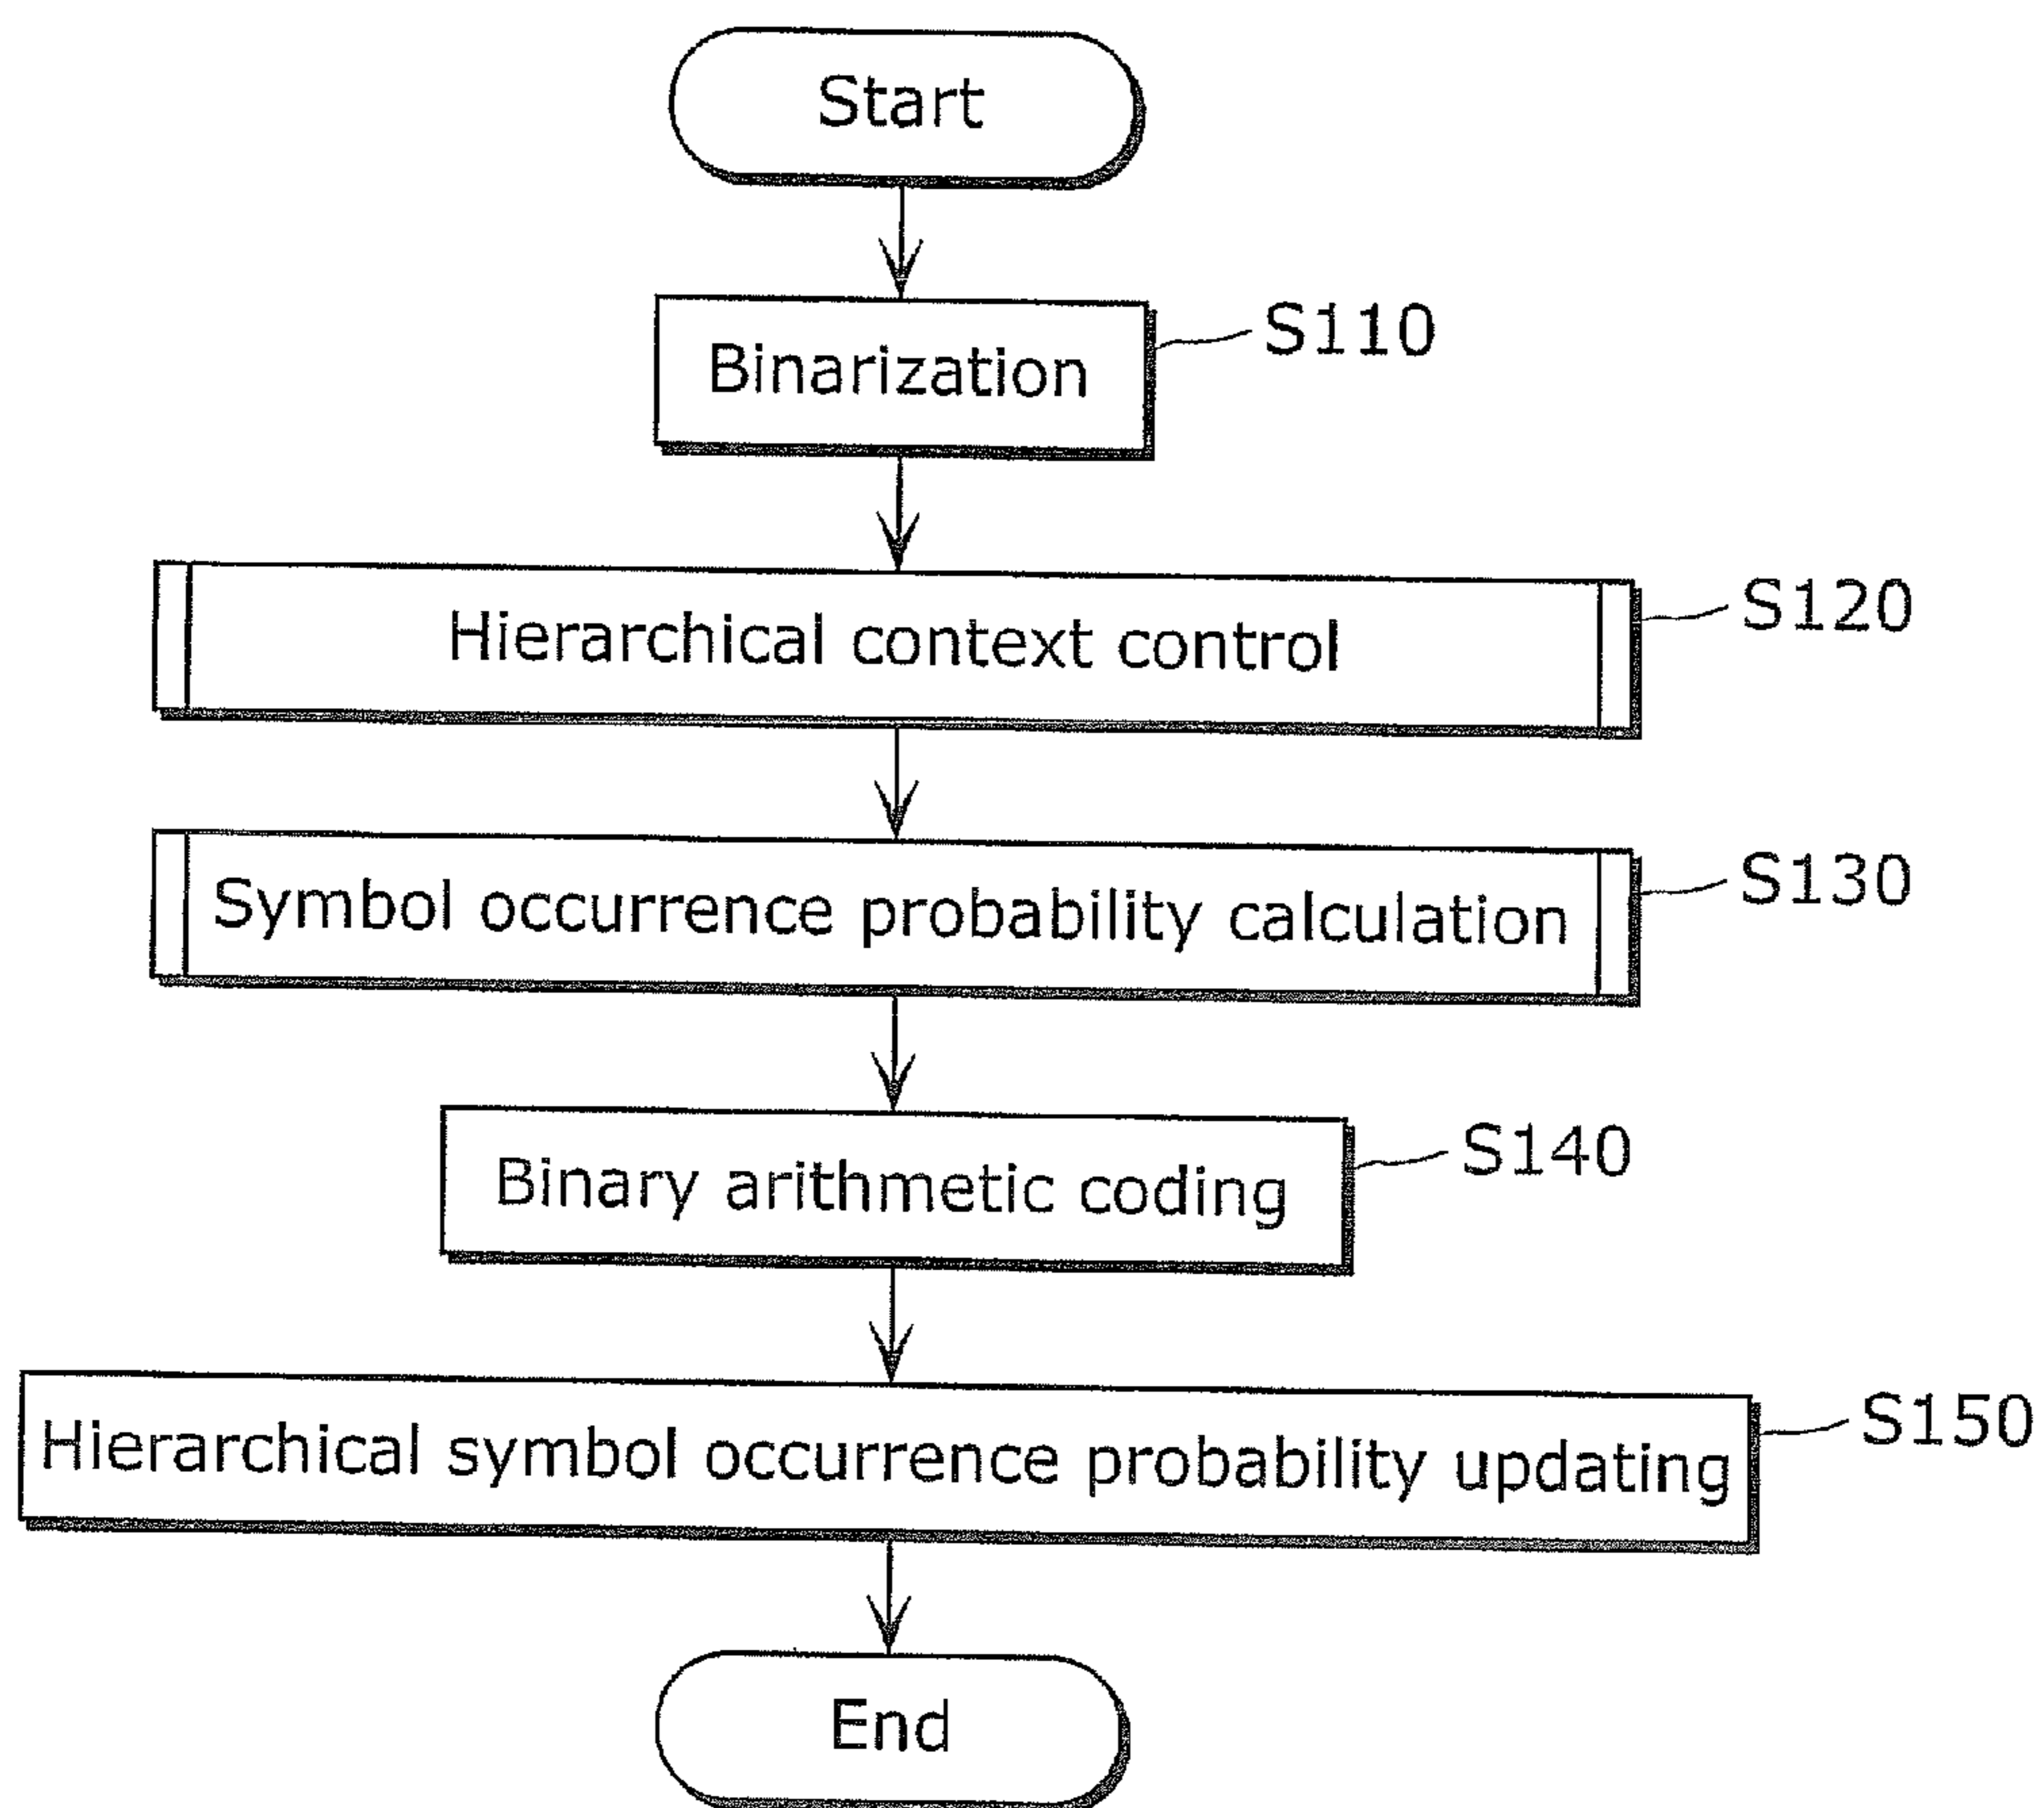 Start
Binarization
S110
Hierarchical context control
S120
Symbol occurrence probability calculation
S130
Binary arithmetic coding
S140
Hierarchical symbol occurrence probability updating
S150
End